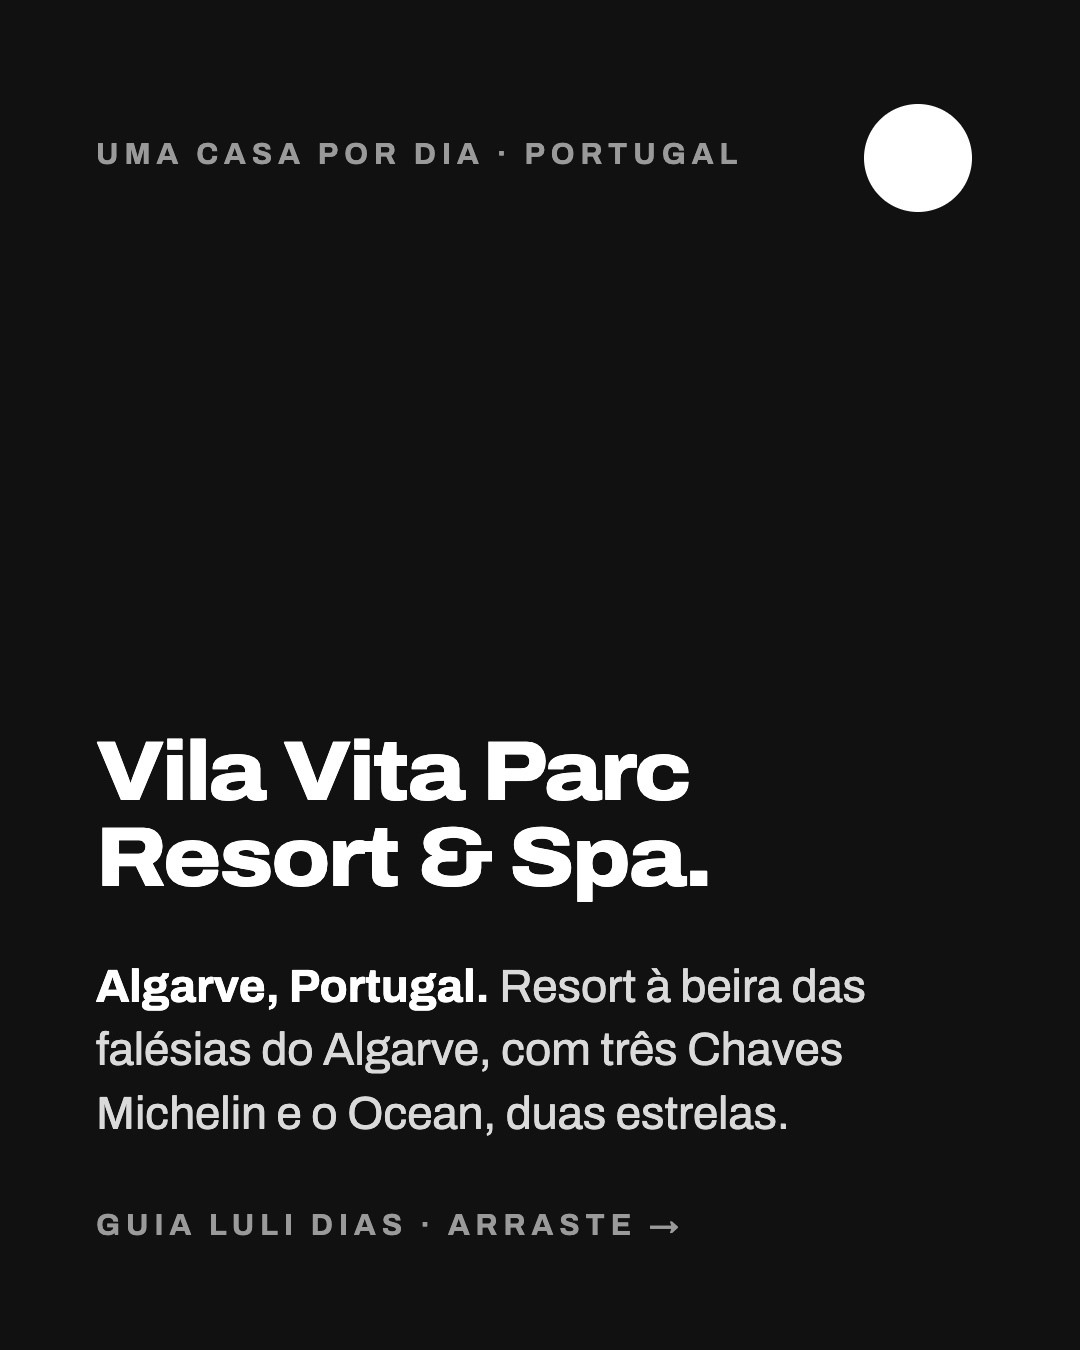 UMA CASA POR DIA · PORTUGAL
Vila Vita Parc
Resort & Spa.
Algarve, Portugal. Resort à beira das
falésias do Algarve, com três Chaves
Michelin e o Ocean, duas estrelas.
GUIA LULI DIAS · ARRASTE →